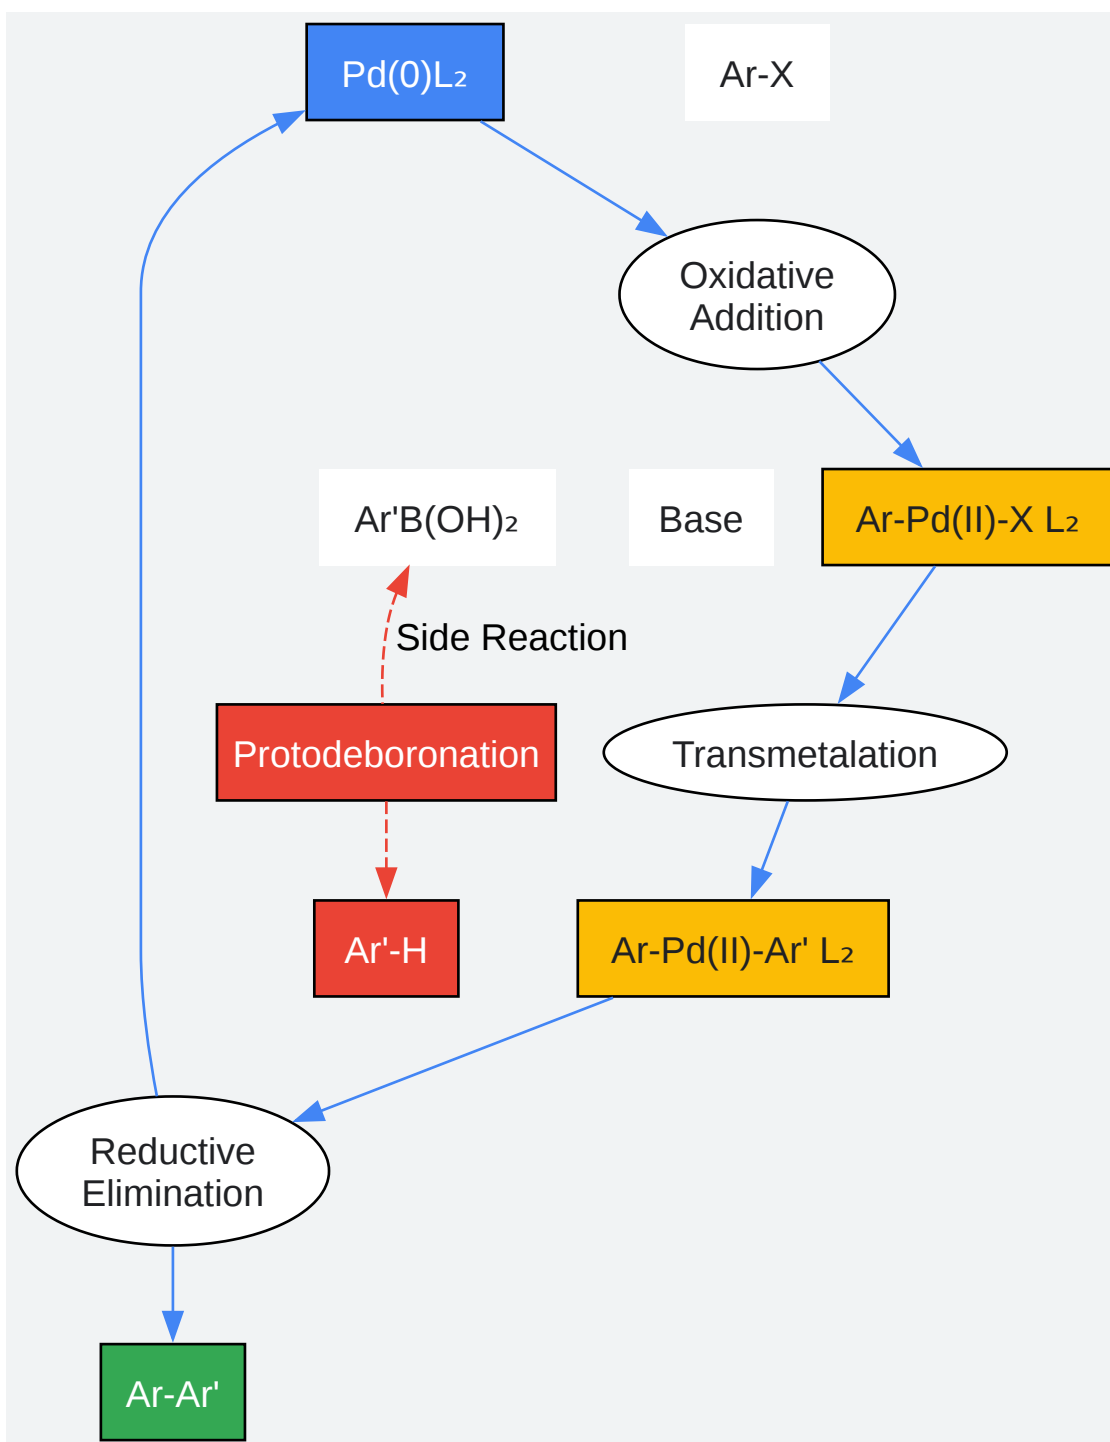 Pd(0)L₂
Ar-X
Oxidative
Addition
Ar'B(OH)₂
Base
Ar-Pd(II)-X L₂
Side Reaction
Protodeboronation
Transmetalation
Ar'-H
Ar-Pd(II)-Ar' L₂
Reductive
Elimination
Ar-Ar'